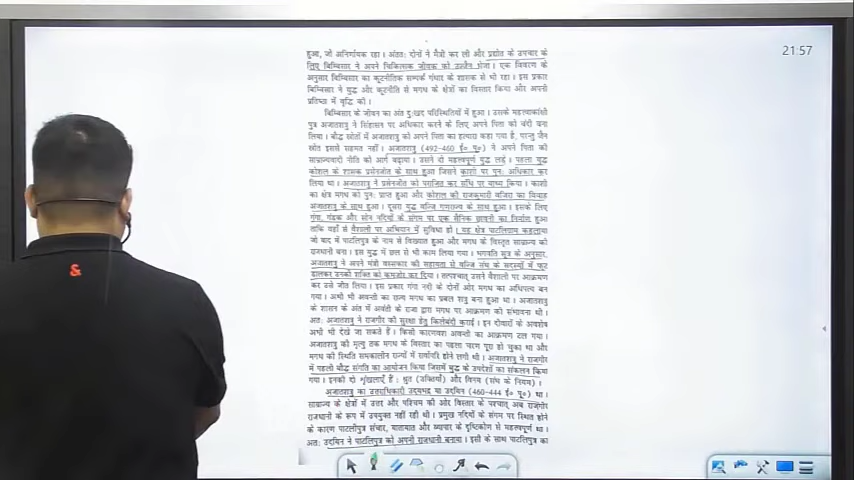 21:57
हुआ, जो अनिर्णायक रहा। अंततः दोनों ने मैत्री कर ली और प्रद्योत के उपचार के
लिए बिम्बिसार ने अपने चिकित्सक जीवक को उज्जैन भेजा। एक विवरण के
अनुसार बिम्बिसार का कूटनीतिक सम्पर्क गंधार के शासक से भी रहा। इस प्रकार
बिम्बिसार ने युद्ध और कूटनीति से मगध के क्षेत्रों का विस्तार किया और अपनी
प्रतिष्ठा में वृद्धि की।
बिम्बिसार के जीवन का अंत दुःखद परिस्थितियों में हुआ। उसके महत्त्वाकांक्षी
पुत्र अजातशत्रु ने सिंहासन पर अधिकार करने के लिए अपने पिता को बंदी बना
लिया। बौद्ध स्रोतों में अजातशत्रु को अपने पिता का हत्यारा कहा गया है, परन्तु जैन
स्रोत इससे सहमत नहीं। अजातशत्रु (492-460 ई० पू०) ने अपने पिता की
साम्राज्यवादी नीति को आगे बढ़ाया। उसने दो महत्त्वपूर्ण युद्ध लड़े। पहला युद्ध
कोशल के शासक प्रसेनजीत के साथ हुआ जिसने काशी पर पुनः अधिकार कर
लिया था। अजातशत्रु ने प्रसेनजीत को पराजित कर संधि पर बाध्य किया। काशी
का क्षेत्र मगध को पुनः प्राप्त हुआ और कोशल की राजकुमारी वजिरा का विवाह
अजातशत्रु के साथ हुआ। दूसरा युद्ध वज्जि गणराज्य के साथ हुआ। इसके लिए
गंगा, गंडक और सोन नदियों के संगम पर एक सैनिक छावनी का निर्माण हुआ
ताकि यहाँ से वैशाली पर अभियान में सुविधा हो। यह क्षेत्र पाटलिग्राम कहलाया
जो बाद में पाटलिपुत्र के नाम से विख्यात हुआ और मगध के विस्तृत साम्राज्य की
राजधानी बना। इस युद्ध में छल से भी काम लिया गया। भगवति सूत्र के अनुसार,
अजातशत्रु ने अपने मंत्री वस्सकार की सहायता से वज्जि संघ के सदस्यों में फूट
डालकर उनकी शक्ति को कमजोर कर दिया। तत्पश्चात् उसने वैशाली पर आक्रमण
कर उसे जीत लिया। इस प्रकार गंगा नदी के दोनों ओर मगध का आधिपत्य बन
गया। अभी भी अवन्ती का राज्य मगध का प्रबल शत्रु बना हुआ था। अजातशत्रु
के शासन के अंत में अवंती के राजा द्वारा मगध पर आक्रमण की संभावना थी।
अतः अजातशत्रु ने राजगीर की सुरक्षा हेतु किलेबंदी कराई। इन दीवारों के अवशेष
अभी भी देखे जा सकते हैं। किसी कारणवश अवन्ती का आक्रमण टल गया।
अजातशत्रु की मृत्यु तक मगध के विस्तार का पहला चरण पूरा हो चुका था और
मगध की स्थिति समकालीन राज्यों में सर्वोपरि होने लगी थी। अजातशत्रु ने राजगीर
में पहली बौद्ध संगति का आयोजन किया जिसमें बुद्ध के उपदेशों का संकलन किया
गया। इनकी दो शृंखलाएँ हैं : श्रुत (उक्तियाँ) और विनय (संघ के नियम)।
अजातशत्रु का उत्तराधिकारी उदयभद्र या उदयिन (460-444 ई० पू०) था।
साम्राज्य के क्षेत्रों में उत्तर और पश्चिम की ओर विस्तार के पश्चात् अब राजगीर
राजधानी के रूप में उपयुक्त नहीं रही थी। प्रमुख नदियों के संगम पर स्थित होने
के कारण पाटलीपुत्र संचार, यातायात और व्यापार के दृष्टिकोण से महत्त्वपूर्ण था।
अतः उदयिन ने पाटलिपुत्र को अपनी राजधानी बनाया। इसी के साथ पाटलिपुत्र का